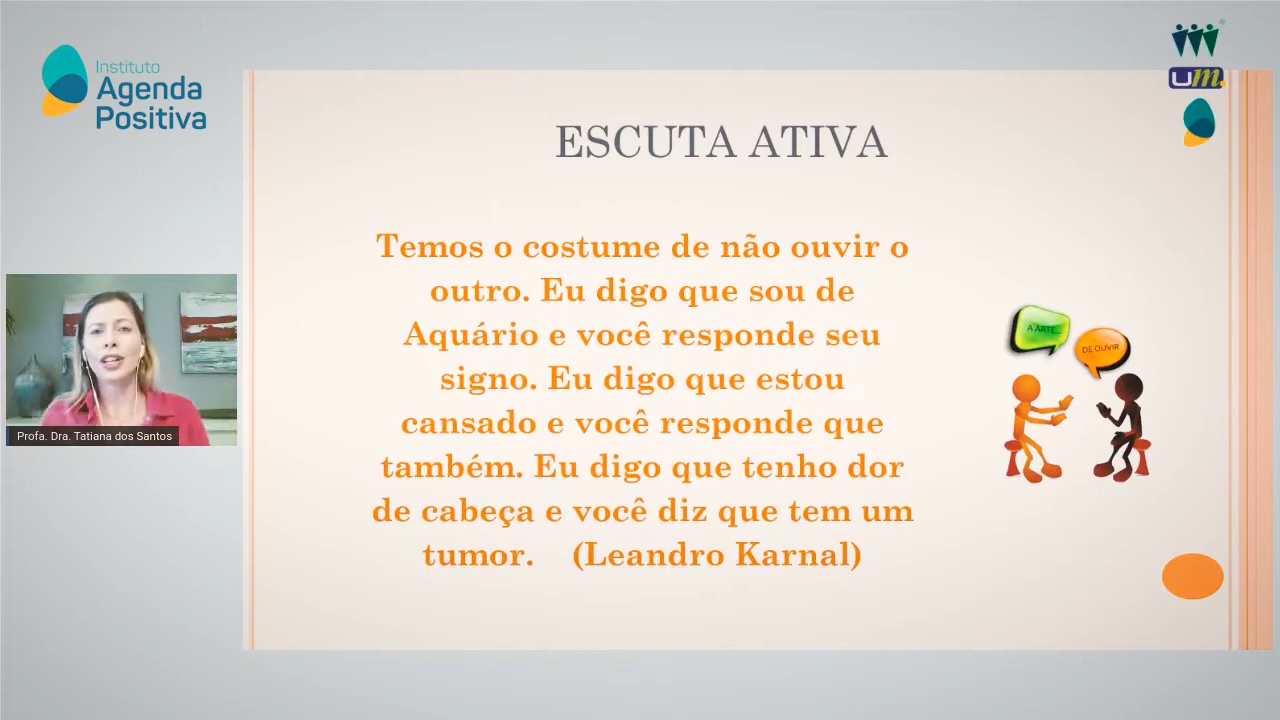 Instituto
Agenda
Positiva
um.
ESCUTA ATIVA
Temos o costume de não ouvir o
outro. Eu digo que sou de
Aquário e você responde seu
signo. Eu digo que estou
cansado e você responde que
também. Eu digo que tenho dor
de cabeça e você diz que tem um
tumor. (Leandro Karnal)
A ARTE...
DE OUVIR
Profa. Dra. Tatiana dos Santos